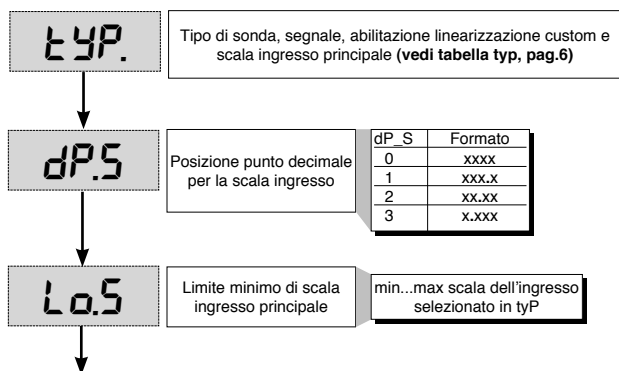 tYP.
Tipo di sonda, segnale, abilitazione linearizzazione custom e
scala ingresso principale (vedi tabella typ, pag.6)
dP.S
Posizione punto decimale
per la scala ingresso
dP_S Formato
0 xxxx
1 xxx.x
2 xx.xx
3 x.xxx
Lo.S
Limite minimo di scala
ingresso principale
min...max scala dell'ingresso
selezionato in tyP